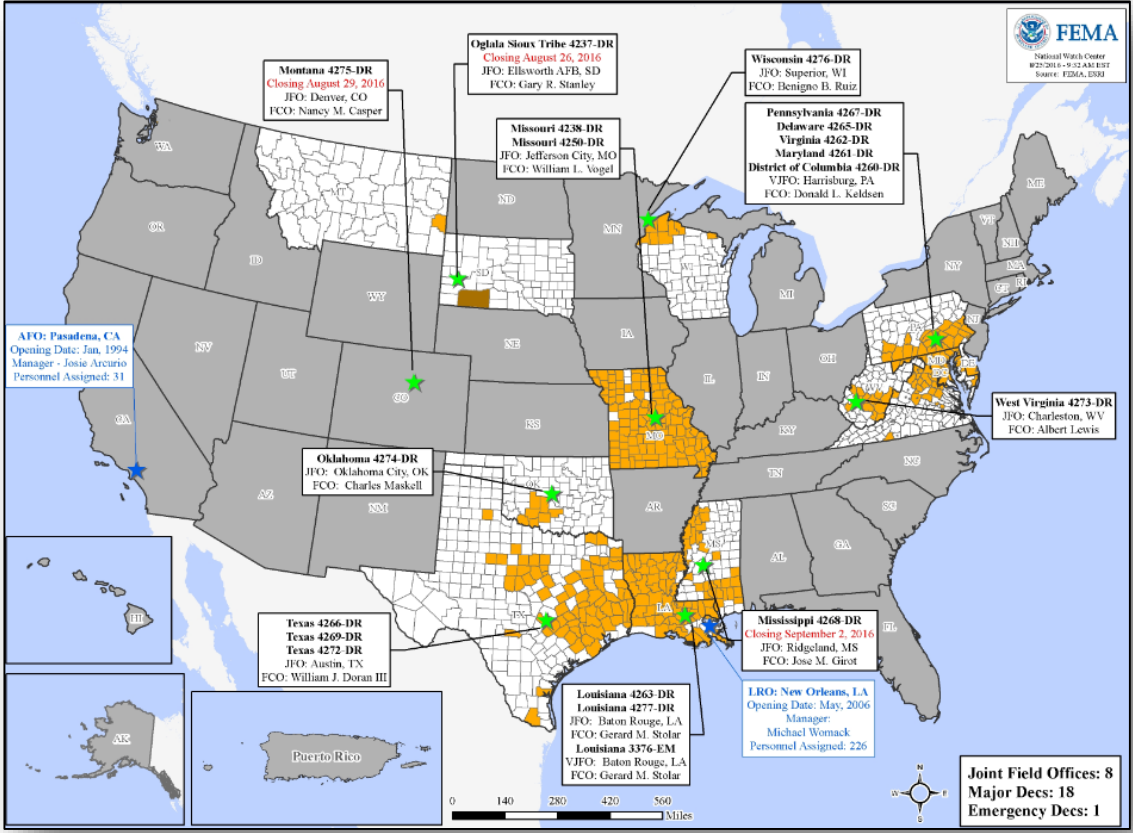 FEMA
National Watch Center
8/25/2016 - 9:32 AM EST
Source: FEMA, ESRI
Oglala Sioux Tribe 4237-DR
Closing August 26, 2016
JFO: Ellsworth AFB, SD
FCO: Gary R. Stanley
Wisconsin 4276-DR
JFO: Superior, WI
FCO: Benigno B. Ruiz
Montana 4275-DR
Closing August 29, 2016
JFO: Denver, CO
FCO: Nancy M. Casper
Missouri 4238-DR
Missouri 4250-DR
JFO: Jefferson City, MO
FCO: William L. Vogel
Pennsylvania 4267-DR
Delaware 4265-DR
Virginia 4262-DR
Maryland 4261-DR
District of Columbia 4260-DR
VJFO: Harrisburg, PA
FCO: Donald L. Keldsen
WA
ND
MN
ME
OR
ID
SD
WI
VT
NH
NY
MA
CT
RI
WY
MI
AFO: Pasadena, CA
Opening Date: Jan, 1994
Manager - Josie Arcurio
Personnel Assigned: 31
NV
UT
CO
NE
IA
IL
IN
OH
PA
NJ
MD
DC
DE
WV
CA
KS
MO
KY
West Virginia 4273-DR
JFO: Charleston, WV
FCO: Albert Lewis
Oklahoma 4274-DR
JFO: Oklahoma City, OK
FCO: Charles Maskell
AZ
NM
OK
AR
TN
NC
SC
MS
AL
GA
HI
TX
LA
FL
Texas 4266-DR
Texas 4269-DR
Texas 4272-DR
JFO: Austin, TX
FCO: William J. Doran III
Mississippi 4268-DR
Closing September 2, 2016
JFO: Ridgeland, MS
FCO: Jose M. Girot
Louisiana 4263-DR
Louisiana 4277-DR
JFO: Baton Rouge, LA
FCO: Gerard M. Stolar
Louisiana 3376-EM
VJFO: Baton Rouge, LA
FCO: Gerard M. Stolar
LRO: New Orleans, LA
Opening Date: May, 2006
Manager:
Michael Womack
Personnel Assigned: 226
AK
Puerto Rico
0 140 280 420 560
Miles
N
W E
S
Joint Field Offices: 8
Major Decs: 18
Emergency Decs: 1